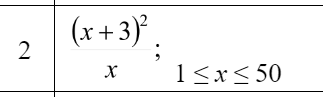 2 (x + 3)² / x ; 1 ≤ x ≤ 50